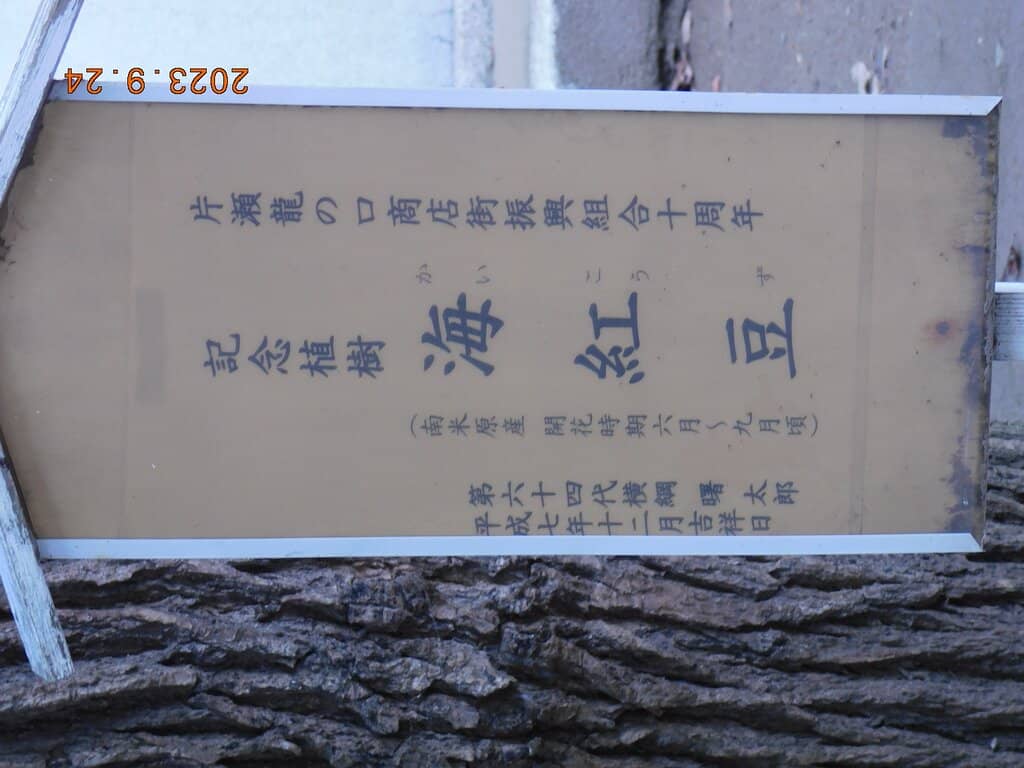 片瀬龍の口商店街振興組合十周年
記念植樹
海紅豆
かいこうず
(南米原産 開花時期六月～九月頃)
第六十四代横綱 曙 太郎
平成七年十二月吉祥日
2023.9.24